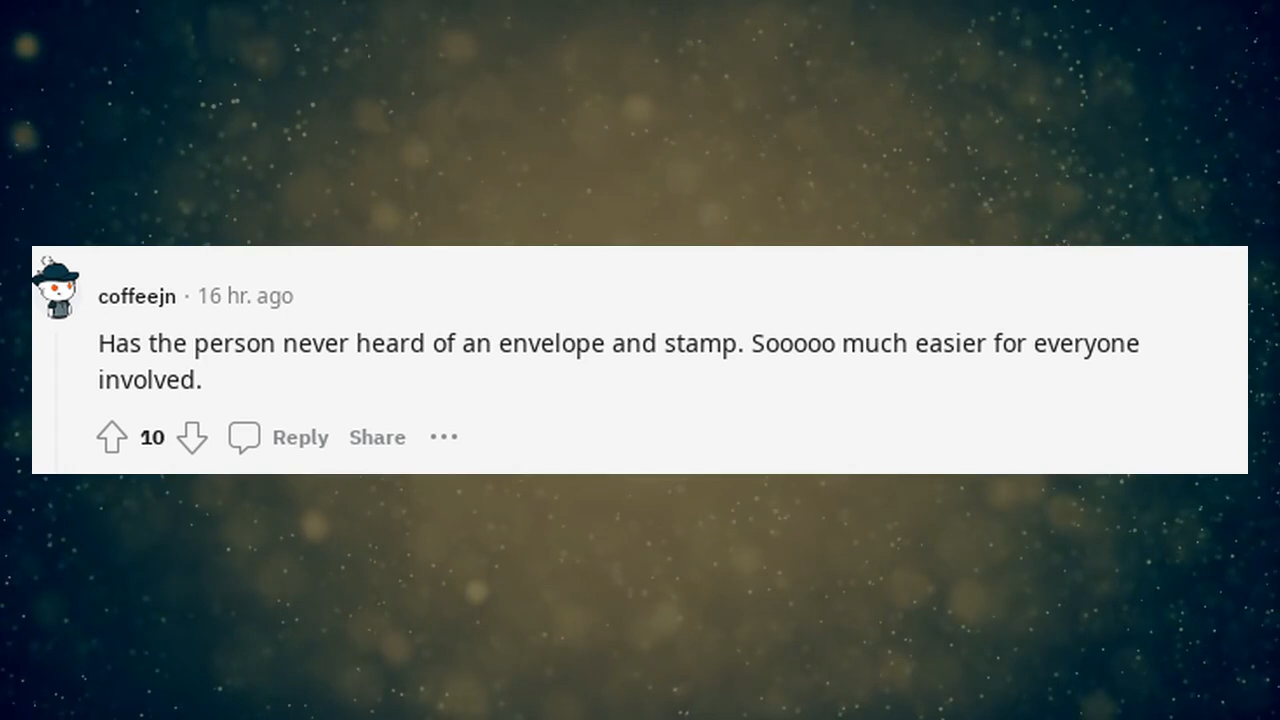 coffeejn · 16 hr. ago
Has the person never heard of an envelope and stamp. Sooooo much easier for everyone
involved.
10 Reply Share •••